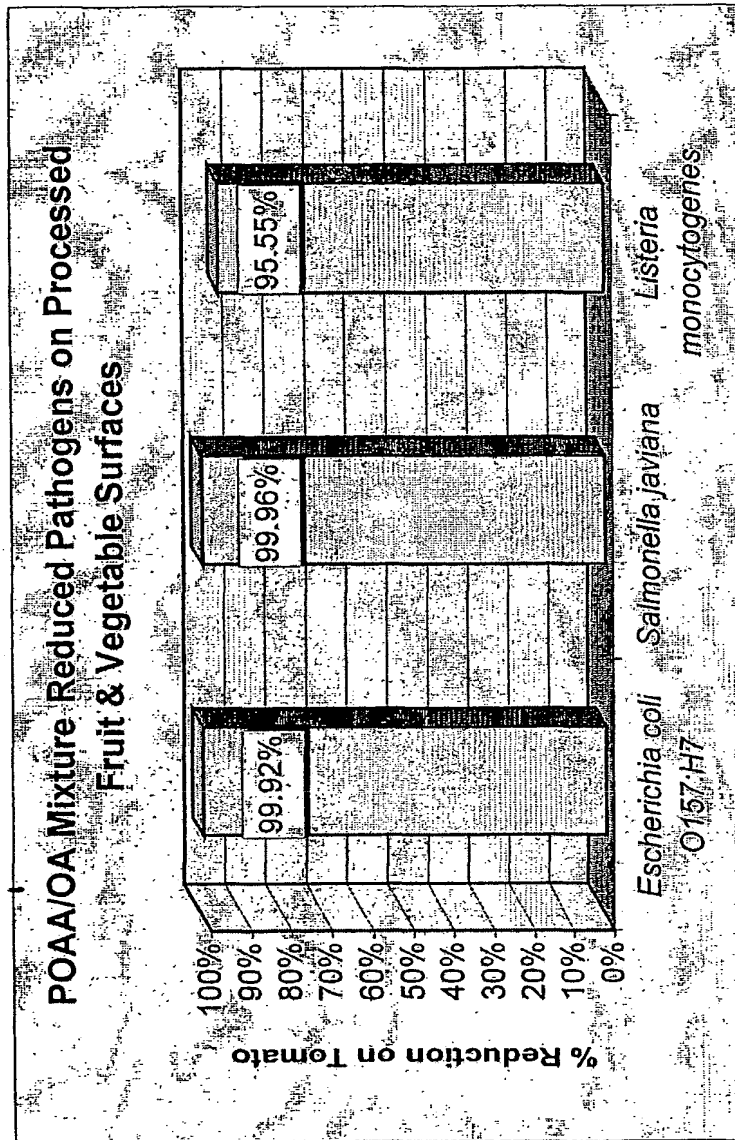 POAA/OA Mixture Reduced Pathogens on Processed
Fruit & Vegetable Surfaces
% Reduction on Tomato
100%
90%
80%
70%
60%
50%
40%
30%
20%
10%
0%
99.92%
99.96%
95.55%
Escherichia coli
O157:H7
Salmonella javiana
Listeria
monocytogenes